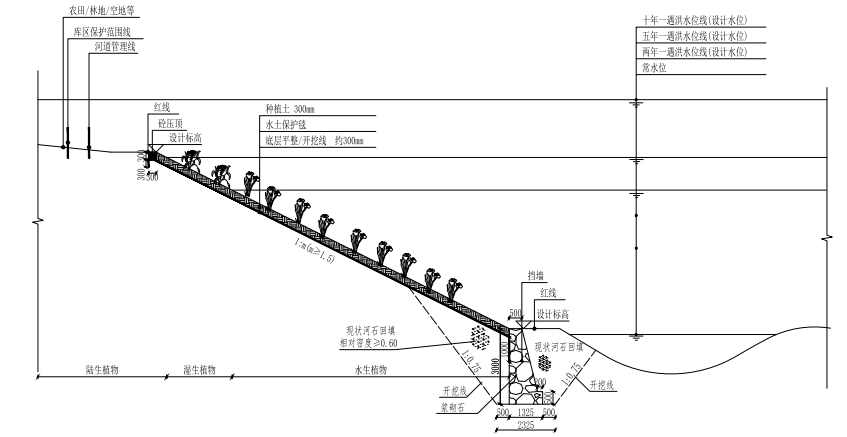 农田/林地/空地等
库区保护范围线
河道管理线
十年一遇洪水位线(设计水位)
五年一遇洪水位线(设计水位)
两年一遇洪水位线(设计水位)
常水位
红线
砼压顶
设计标高
种植土 300mm
水土保护毯
底层平整/开挖线 约300mm
300
300
500
1:m(m≥1.5)
挡墙
红线
设计标高
500
现状河石回填
相对密度≥0.60
现状河石回填
1:0.75
1:0.75
3000
陆生植物
湿生植物
水生植物
开挖线
浆砌石
开挖线
500
1325
500
2325